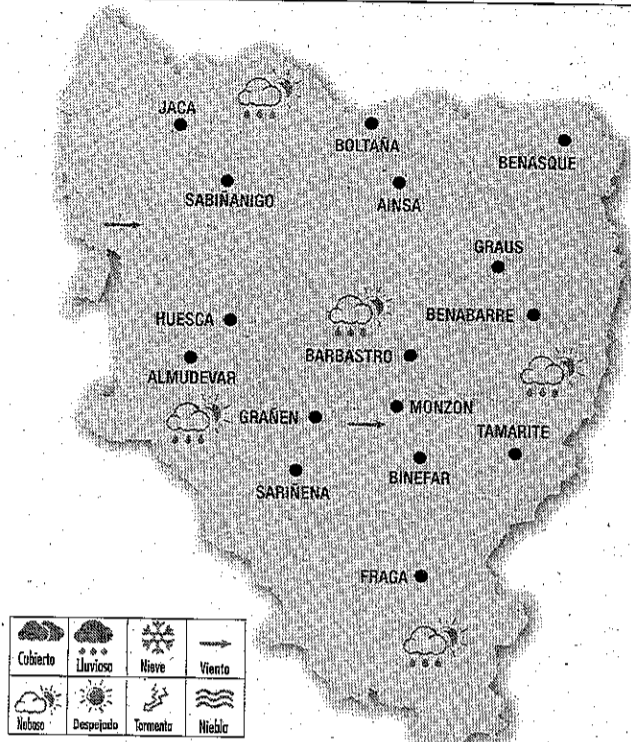 JACA
BOLTAÑA
BENASQUE
SABIÑANIGO
AINSA
GRAUS
HUESCA
BENABARRE
BARBASTRO
ALMUDEVAR
MONZON
GRAÑEN
TAMARITE
SARIÑENA
BINEFAR
FRAGA
Cubierto Lluvioso Nieve Viento
Nuboso Despejado Tormenta Niebla